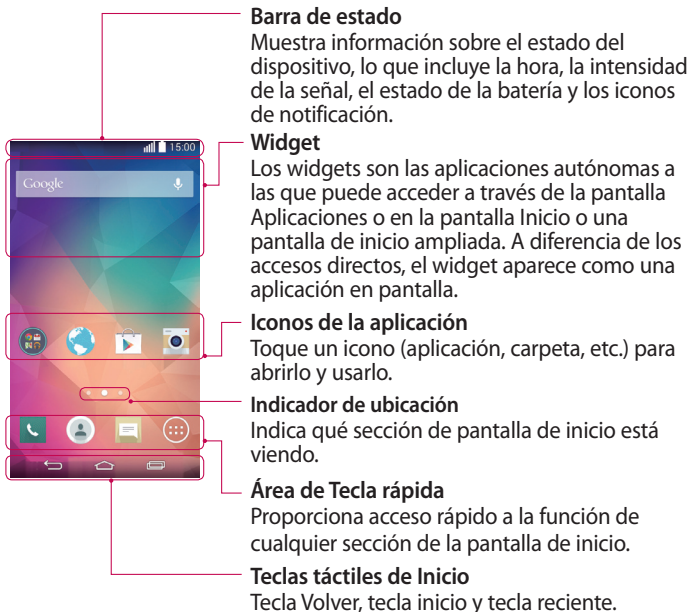 Barra de estado
Muestra información sobre el estado del
dispositivo, lo que incluye la hora, la intensidad
de la señal, el estado de la batería y los iconos
de notificación.
15:00
Google
Widget
Los widgets son las aplicaciones autónomas a
las que puede acceder a través de la pantalla
Aplicaciones o en la pantalla Inicio o una
pantalla de inicio ampliada. A diferencia de los
accesos directos, el widget aparece como una
aplicación en pantalla.
Iconos de la aplicación
Toque un icono (aplicación, carpeta, etc.) para
abrirlo y usarlo.
Indicador de ubicación
Indica qué sección de pantalla de inicio está
viendo.
Área de Tecla rápida
Proporciona acceso rápido a la función de
cualquier sección de la pantalla de inicio.
Teclas táctiles de Inicio
Tecla Volver, tecla inicio y tecla reciente.